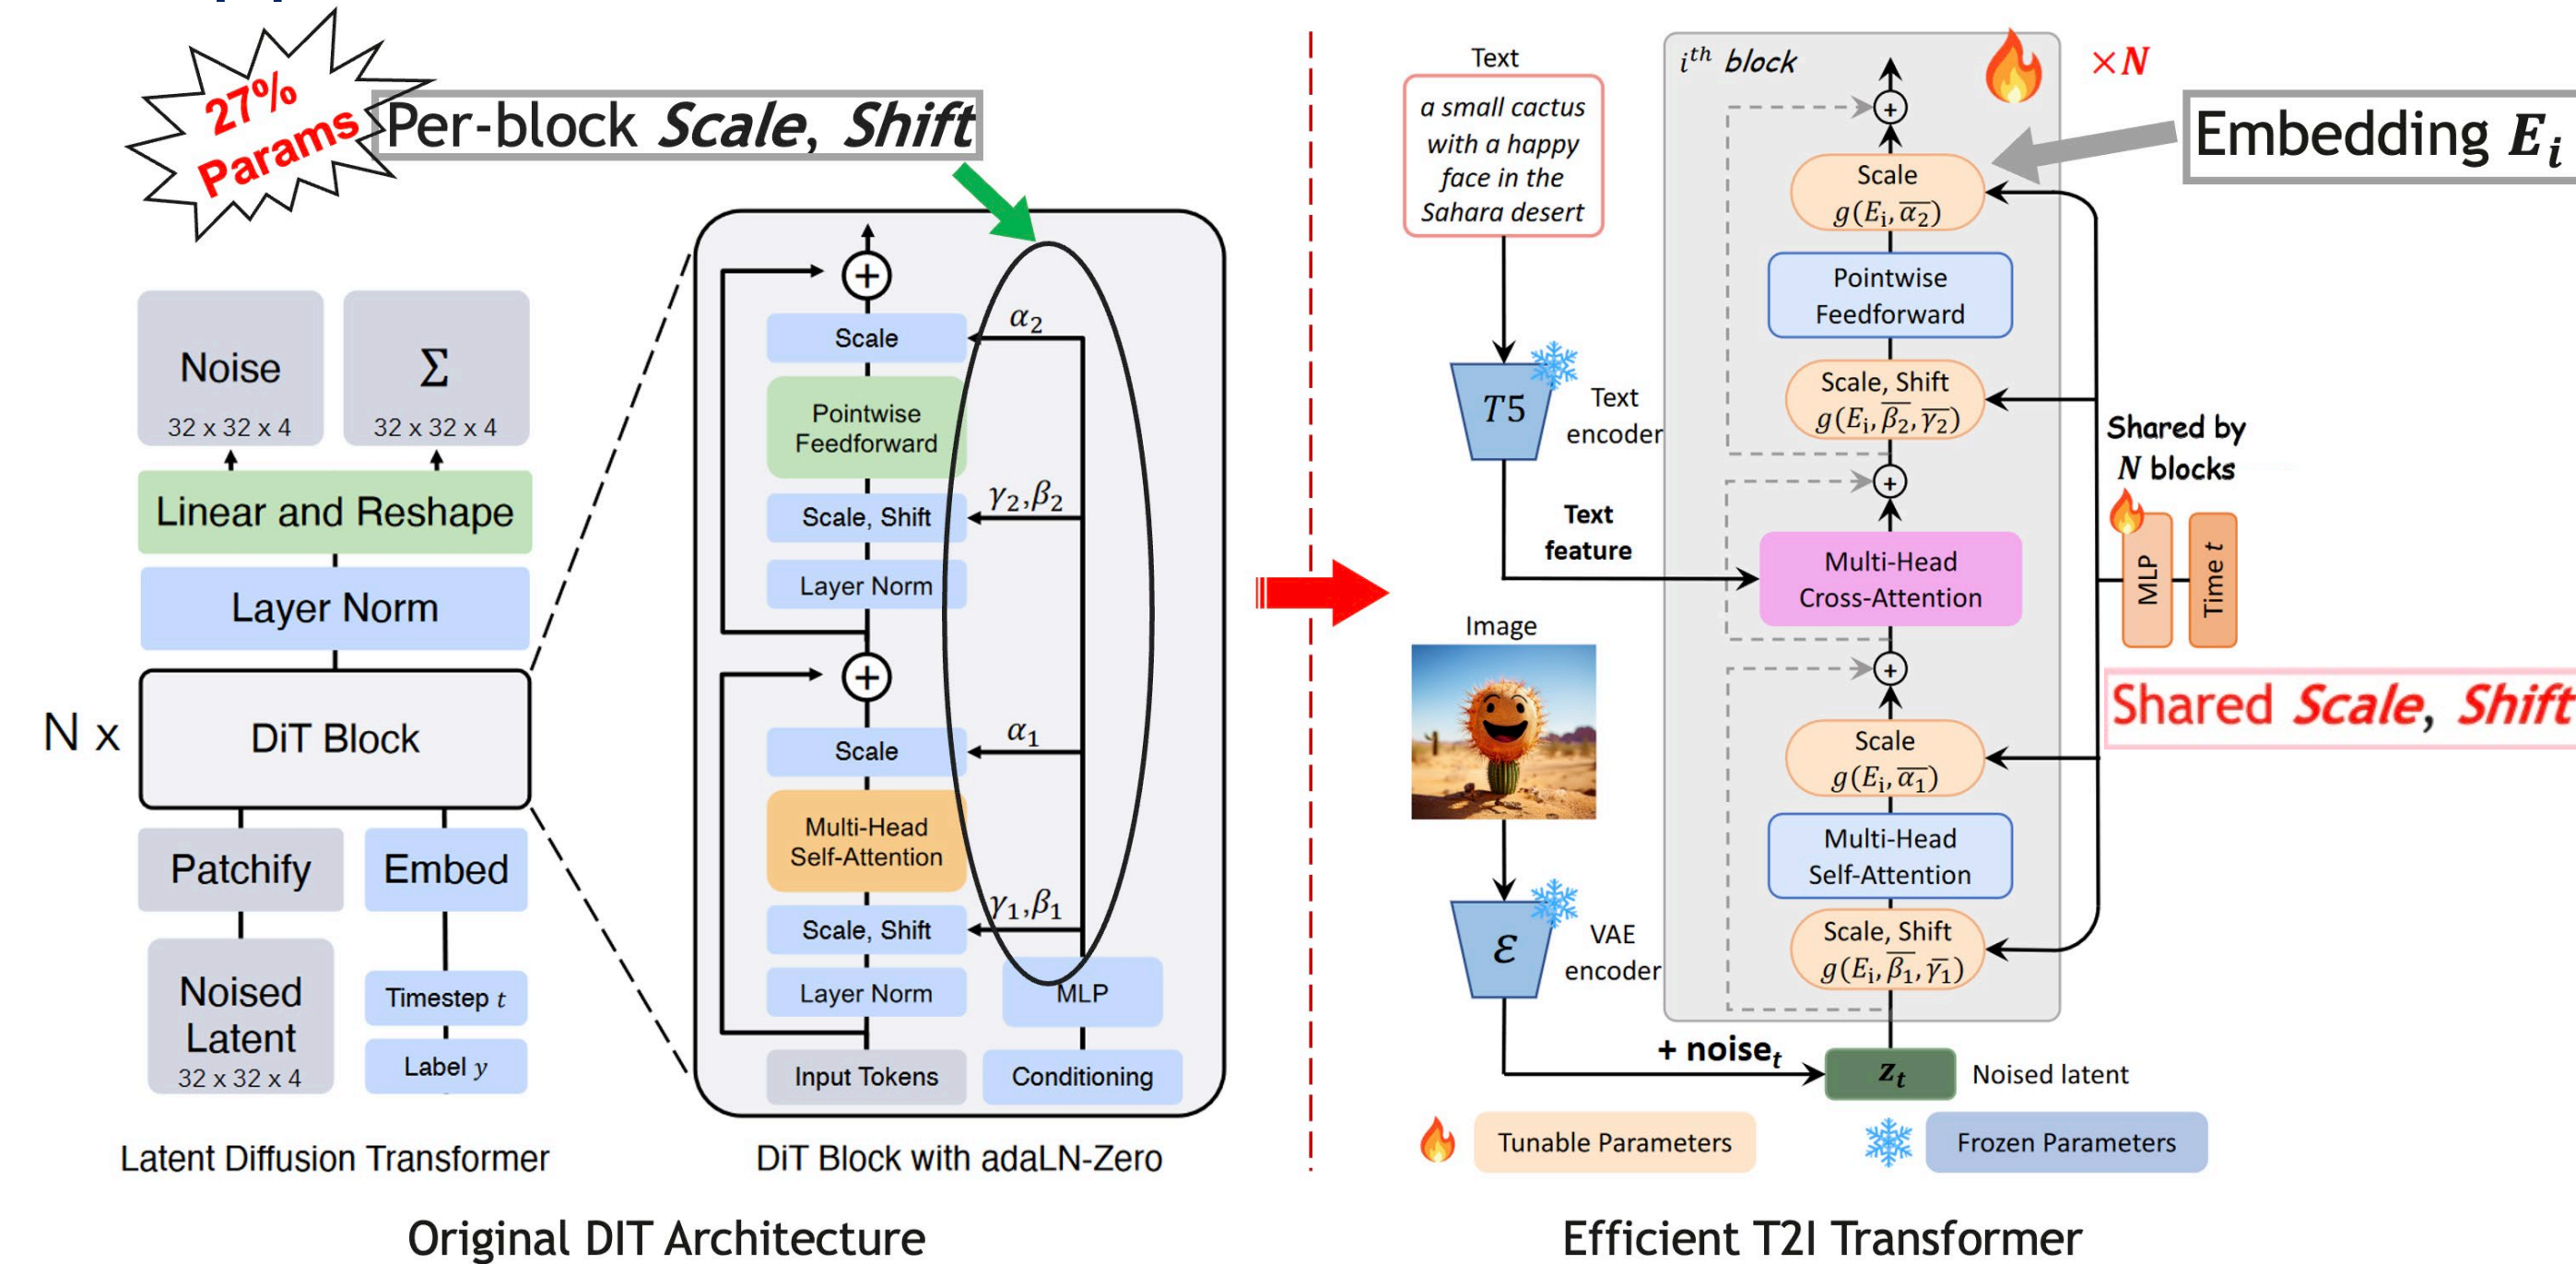 27%
Params
Per-block Scale, Shift
Noise
32 x 32 x 4
Σ
32 x 32 x 4
Linear and Reshape
Layer Norm
N x
DiT Block
Patchify
Embed
Noised
Latent
32 x 32 x 4
Timestep t
Label y
Latent Diffusion Transformer
+
α₂
Scale
Pointwise
Feedforward
γ₂,β₂
Scale, Shift
Layer Norm
+
α₁
Scale
Multi-Head
Self-Attention
γ₁,β₁
Scale, Shift
Layer Norm
MLP
Input Tokens
Conditioning
DiT Block with adaLN-Zero
Original DIT Architecture
Text
a small cactus
with a happy
face in the
Sahara desert
T5
Text
encoder
Text
feature
Image
ℰ
VAE
encoder
+ noiseₜ
iᵗʰ block
×N
Embedding Eᵢ
+
Scale
g(Eᵢ, α̅₂)
Pointwise
Feedforward
Scale, Shift
g(Eᵢ, β̅₂, γ̅₂)
+
Multi-Head
Cross-Attention
+
Scale
g(Eᵢ, α̅₁)
Multi-Head
Self-Attention
Scale, Shift
g(Eᵢ, β̅₁, γ̅₁)
Shared by
N blocks
MLP
Time t
Shared Scale, Shift
zₜ
Noised latent
Tunable Parameters
Frozen Parameters
Efficient T2I Transformer